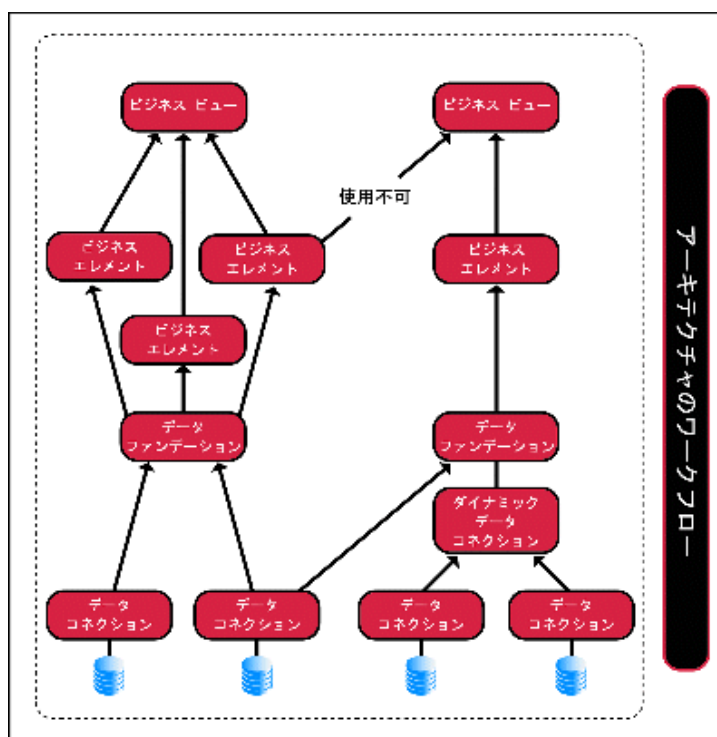 ビジネス ビュー
ビジネス ビュー
使用不可
ビジネス
エレメント
ビジネス
エレメント
ビジネス
エレメント
ビジネス
エレメント
データ
ファンデーション
データ
ファンデーション
ダイナミック
データ
コネクション
データ
コネクション
データ
コネクション
データ
コネクション
データ
コネクション
アーキテクチャのワークフロー